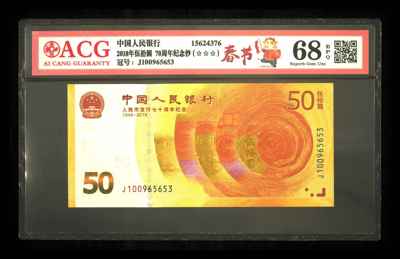 ACG
AI CANG GUARANTY
中国人民银行 15624376
2018年伍拾圆 70周年纪念钞 (☆☆☆)
冠号: J100965653
春节
68 EPQ
Superb Gem Unc
中国人民银行
人民币发行七十周年纪念
1948-2018
50
伍拾圆
J100965653
50
J100965653